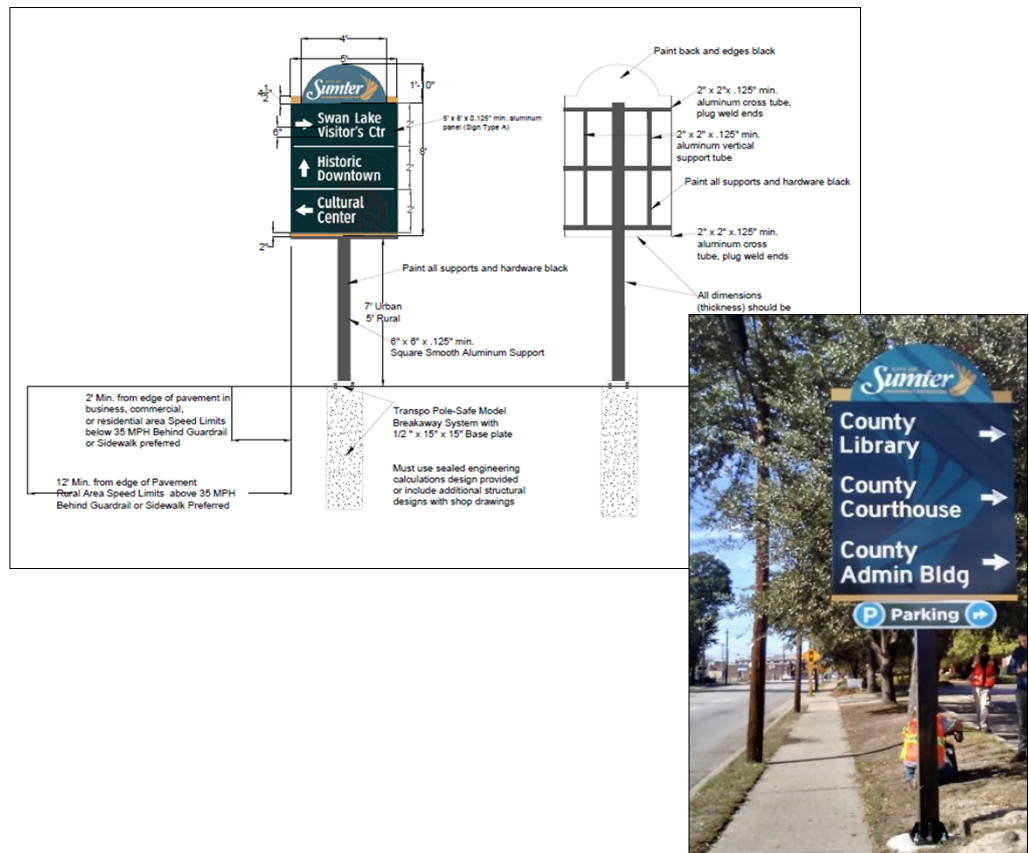 4'
5'
4 1/2"
1'-10"
CITY OF
Sumter
6"
Swan Lake
Visitor's Ctr
Historic
Downtown
Cultural
Center
2'
2'
2'
8'
2"
5' x 8' x 0.125" min. aluminum
panel (Sign Type A)
Paint all supports and hardware black
7' Urban
5' Rural
6" x 6" x .125" min.
Square Smooth Aluminum Support
2' Min. from edge of pavement in
business, commercial,
or residential area Speed Limits
below 35 MPH Behind Guardrail
or Sidewalk preferred
12' Min. from edge of Pavement
Rural Area Speed Limits above 35 MPH
Behind Guardrail or Sidewalk Preferred
Transpo Pole-Safe Model
Breakaway System with
1/2 " x 15" x 15" Base plate
Must use sealed engineering
calculations design provided
or include additional structural
designs with shop drawings
Paint back and edges black
2" x 2"x .125" min.
aluminum cross tube,
plug weld ends
2" x 2" x .125" min.
aluminum vertical
support tube
Paint all supports and hardware black
2" x 2" x.125" min.
aluminum cross
tube, plug weld ends
All dimensions
(thickness) should be
CITY OF
Sumter
County
Library
County
Courthouse
County
Admin Bldg
P Parking